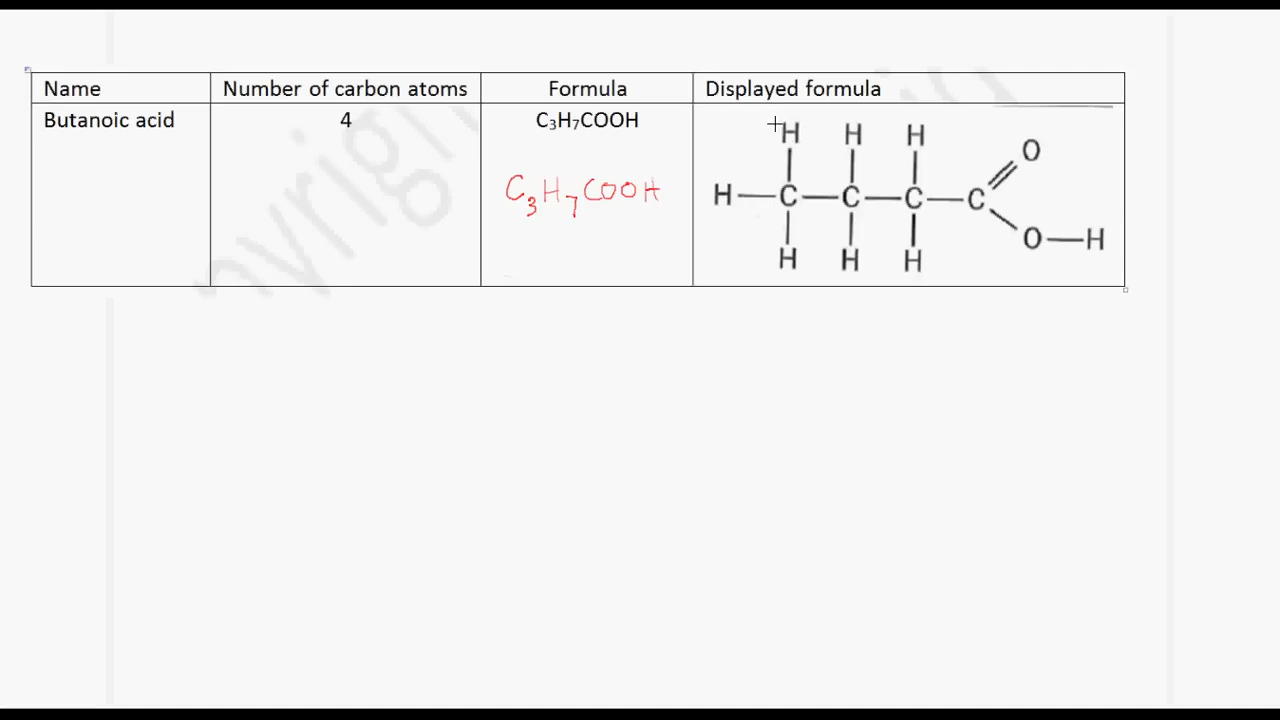 Name Number of carbon atoms Formula Displayed formula
Butanoic acid 4 C₃H₇COOH
C₃H₇COOH
H H H O
H C C C C
O H
H H H